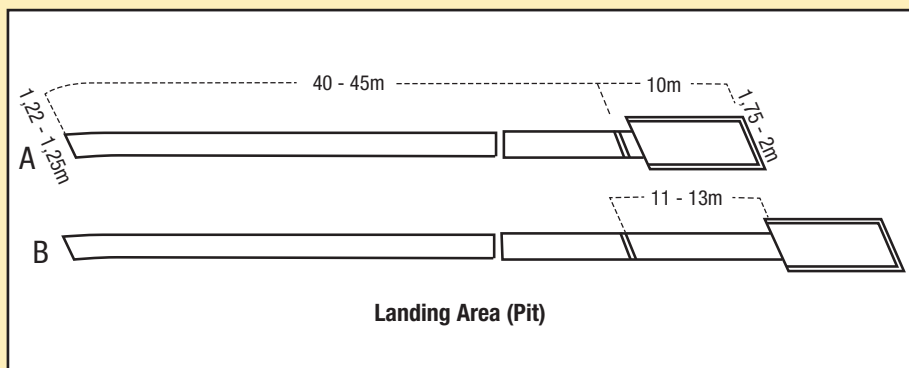 40 - 45m
10m
1,22 - 1,25m
1,75 - 2m
A
11 - 13m
B
Landing Area (Pit)